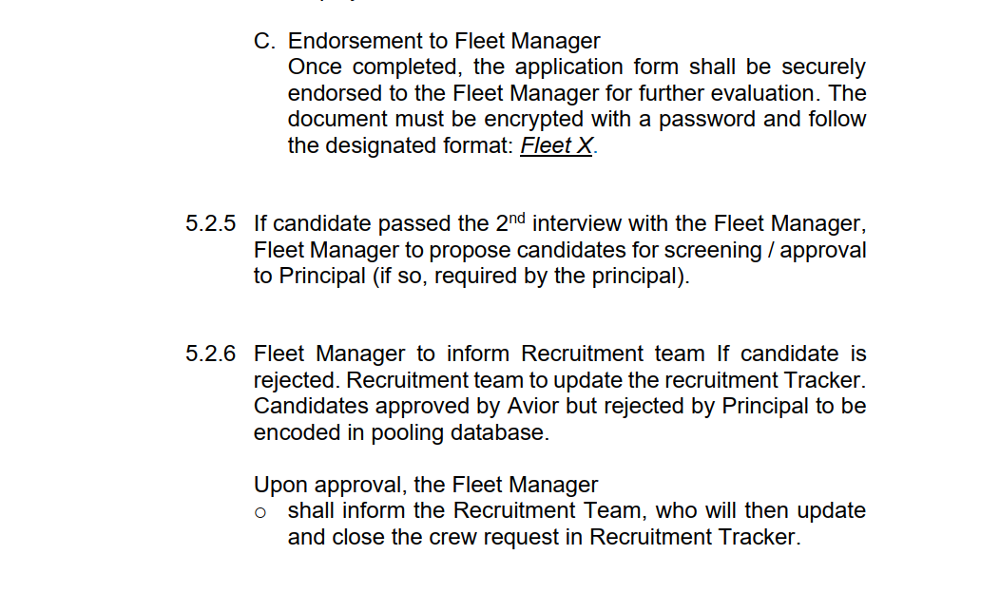 C. Endorsement to Fleet Manager
Once completed, the application form shall be securely
endorsed to the Fleet Manager for further evaluation. The
document must be encrypted with a password and follow
the designated format: Fleet X.
5.2.5 If candidate passed the 2nd interview with the Fleet Manager,
Fleet Manager to propose candidates for screening / approval
to Principal (if so, required by the principal).
5.2.6 Fleet Manager to inform Recruitment team If candidate is
rejected. Recruitment team to update the recruitment Tracker.
Candidates approved by Avior but rejected by Principal to be
encoded in pooling database.
Upon approval, the Fleet Manager
o shall inform the Recruitment Team, who will then update
and close the crew request in Recruitment Tracker.